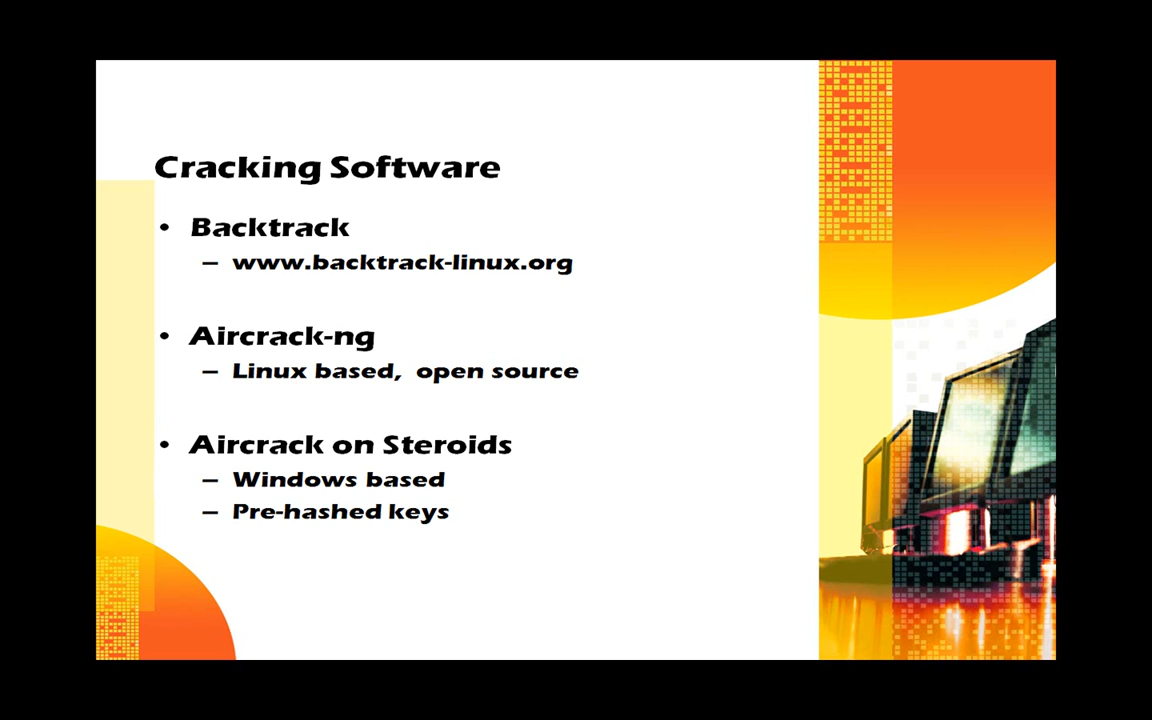 Cracking Software
• Backtrack
– www.backtrack-linux.org
• Aircrack-ng
– Linux based, open source
• Aircrack on Steroids
– Windows based
– Pre-hashed keys